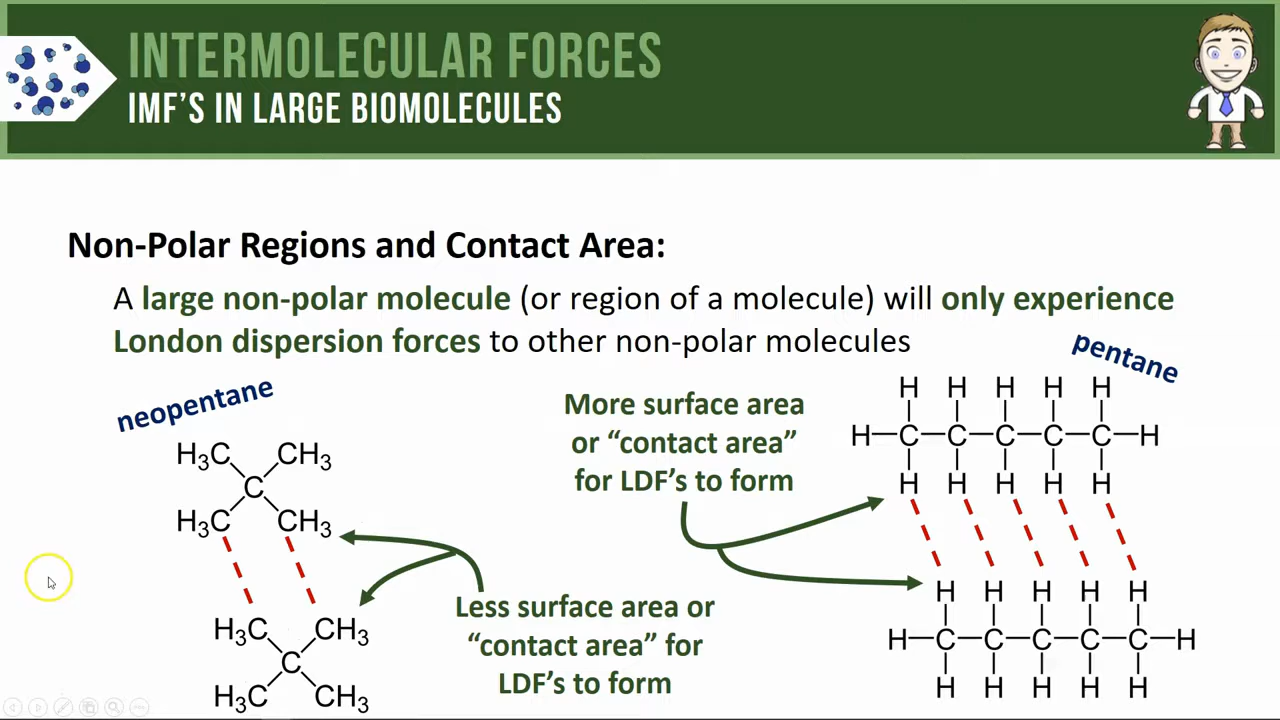 INTERMOLECULAR FORCES
IMF'S IN LARGE BIOMOLECULES
Non-Polar Regions and Contact Area:
A large non-polar molecule (or region of a molecule) will only experience
London dispersion forces to other non-polar molecules
neopentane
H₃C CH₃
C
H₃C CH₃
H₃C CH₃
C
H₃C CH₃
Less surface area or
“contact area” for
LDF’s to form
More surface area
or “contact area”
for LDF’s to form
pentane
H H H H H
H–C–C–C–C–C–H
H H H H H
H H H H H
H–C–C–C–C–C–H
H H H H H